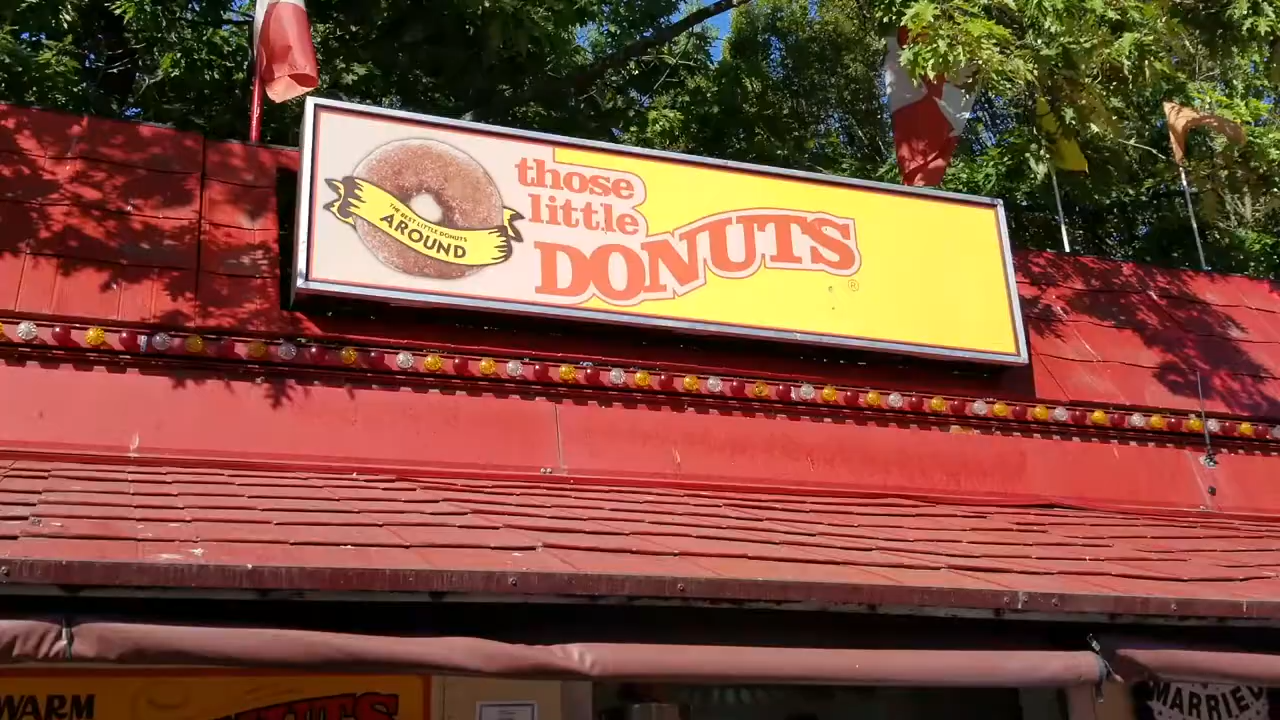 THE BEST LITTLE DONUTS
AROUND
those
little
DONUTS
®
WARM
MARRIED